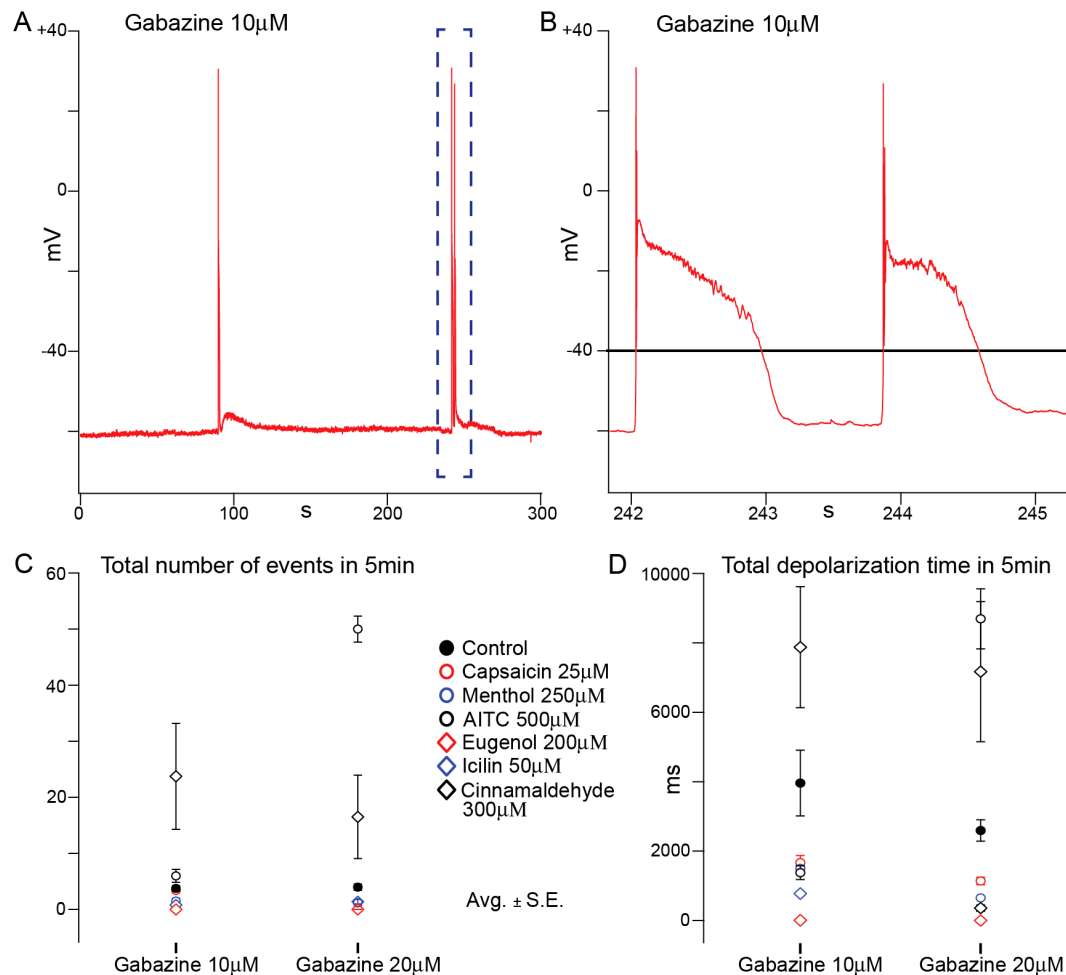 A Gabazine 10μM
+40
0
mV
-40
0 100 s 200 300
B Gabazine 10μM
+40
0
mV
-40
242 243 s 244 245
C Total number of events in 5min
60
40
20
0
Gabazine 10μM Gabazine 20μM
Control
Capsaicin 25μM
Menthol 250μM
AITC 500μM
Eugenol 200μM
Icilin 50μM
Cinnamaldehyde
300μM
Avg. ± S.E.
D Total depolarization time in 5min
10000
6000
ms
2000
0
Gabazine 10μM Gabazine 20μM